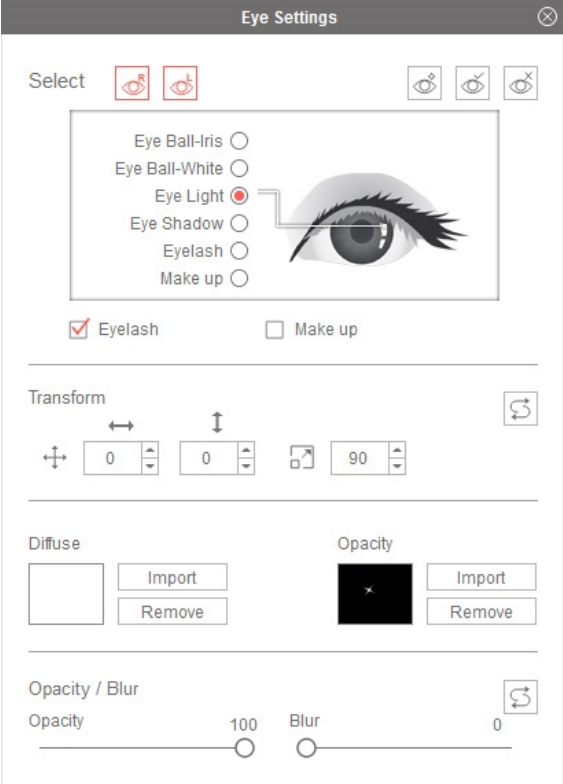 Eye Settings
Select R L
Eye Ball-Iris
Eye Ball-White
Eye Light
Eye Shadow
Eyelash
Make up
Eyelash Make up
Transform
0 0 90
Diffuse Opacity
Import Import
Remove Remove
Opacity / Blur
Opacity 100 Blur 0